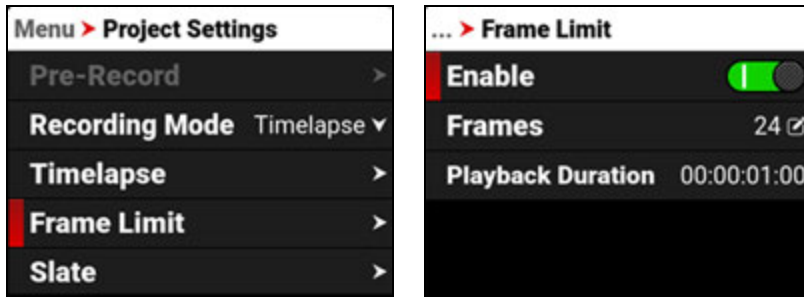 Menu > Project Settings
Pre-Record
Recording Mode Timelapse
Timelapse
Frame Limit
Slate
... > Frame Limit
Enable
Frames 24
Playback Duration 00:00:01:00